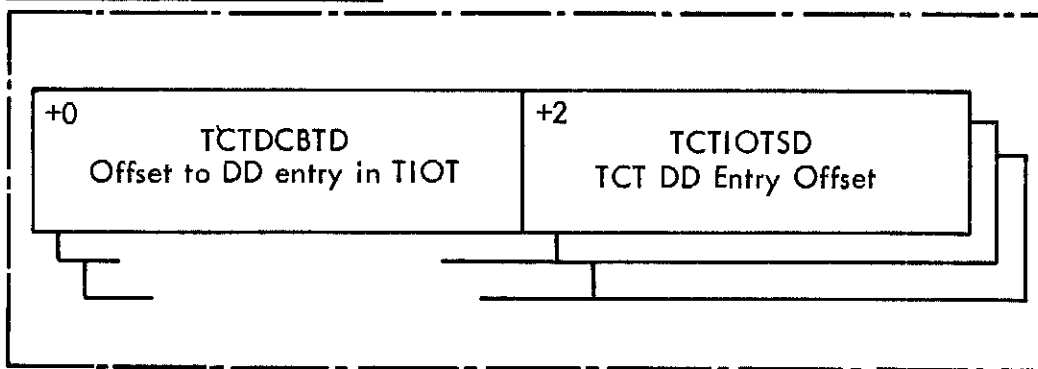 +0
TCTDCBTD
Offset to DD entry in TIOT
+2
TCTIOTSD
TCT DD Entry Offset